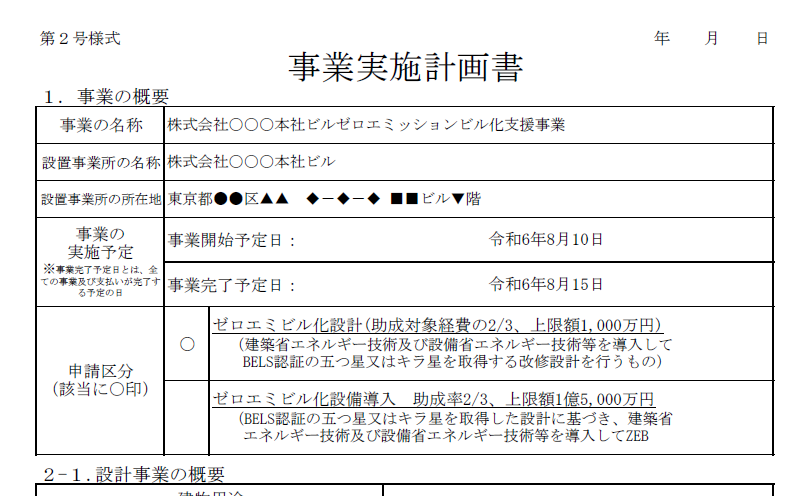 第２号様式
年　　月　　日
事業実施計画書
１．事業の概要
事業の名称 株式会社○○○本社ビルゼロエミッションビル化支援事業
設置事業所の名称 株式会社○○○本社ビル
設置事業所の所在地 東京都●●区▲▲　◆－◆－◆ ■■ビル▼階
事業の
実施予定
※事業完了予定日とは、全
ての事業及び支払いが完了す
る予定の日
事業開始予定日： 令和6年8月10日
事業完了予定日： 令和6年8月15日
申請区分
（該当に○印）
○
ゼロエミビル化設計(助成対象経費の2/3、上限額1,000万円)
（建築省エネルギー技術及び設備省エネルギー技術等を導入して
BELS認証の五つ星又はキラ星を取得する改修設計を行うもの）
ゼロエミビル化設備導入　助成率2/3、上限額1億5,000万円
（BELS認証の五つ星又はキラ星を取得した設計に基づき、建築省
エネルギー技術及び設備省エネルギー技術等を導入してZEB
２−１.設計事業の概要
建物用途